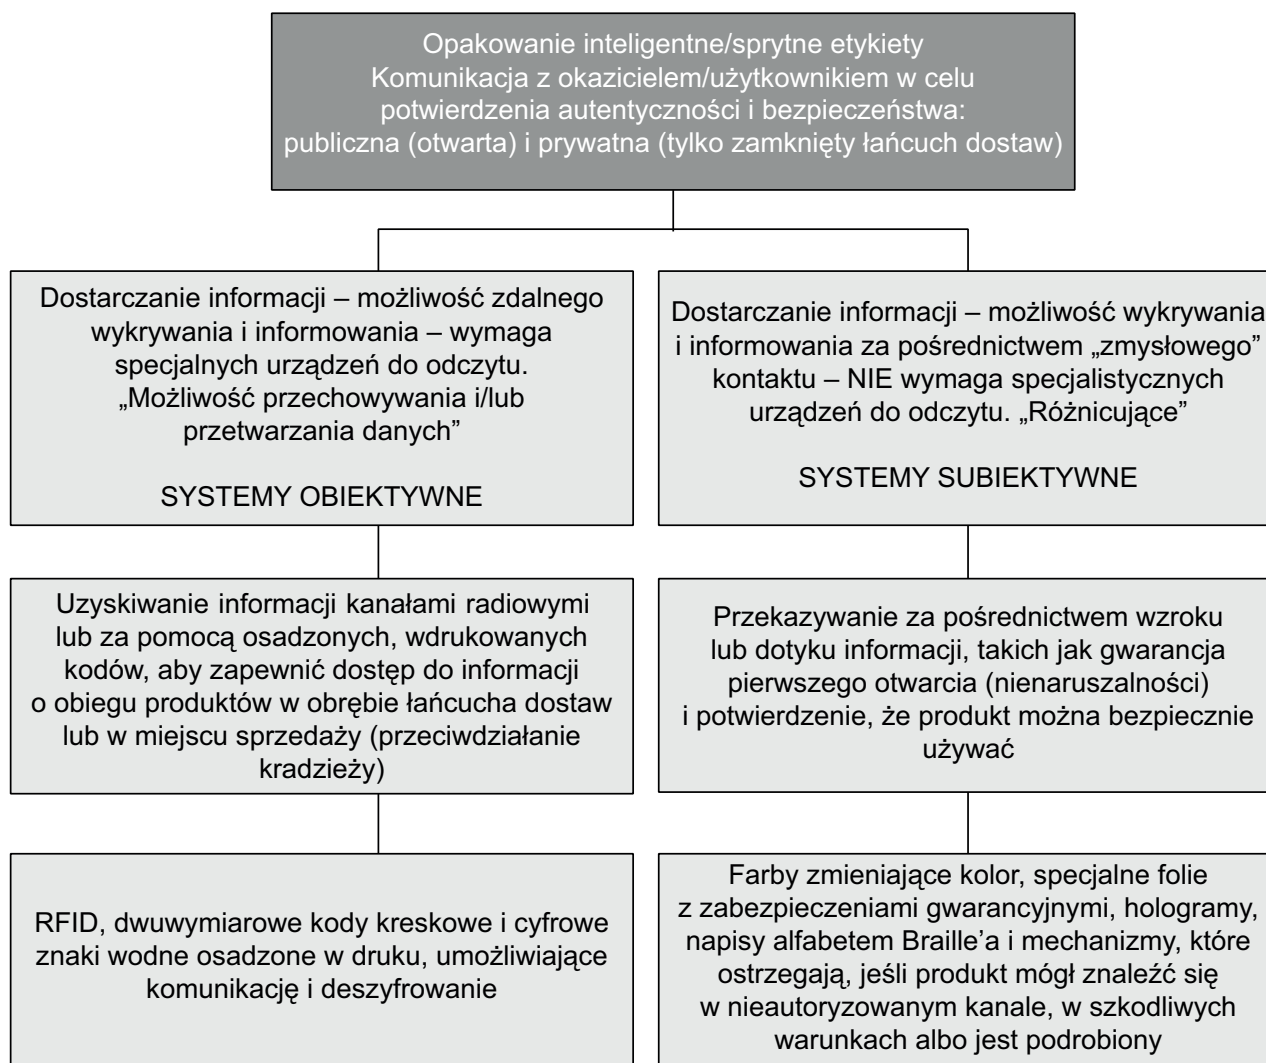 Opakowanie inteligentne/sprytne etykiety
Komunikacja z okazicielem/użytkownikiem w celu
potwierdzenia autentyczności i bezpieczeństwa:
publiczna (otwarta) i prywatna (tylko zamknięty łańcuch dostaw)
Dostarczanie informacji – możliwość zdalnego
wykrywania i informowania – wymaga
specjalnych urządzeń do odczytu.
„Możliwość przechowywania i/lub
przetwarzania danych”
SYSTEMY OBIEKTYWNE
Dostarczanie informacji – możliwość wykrywania
i informowania za pośrednictwem „zmysłowego”
kontaktu – NIE wymaga specjalistycznych
urządzeń do odczytu. „Różnicujące”
SYSTEMY SUBIEKTYWNE
Uzyskiwanie informacji kanałami radiowymi
lub za pomocą osadzonych, wdrukowanych
kodów, aby zapewnić dostęp do informacji
o obiegu produktów w obrębie łańcucha dostaw
lub w miejscu sprzedaży (przeciwdziałanie
kradzieży)
Przekazywanie za pośrednictwem wzroku
lub dotyku informacji, takich jak gwarancja
pierwszego otwarcia (nienaruszalności)
i potwierdzenie, że produkt można bezpiecznie
używać
RFID, dwuwymiarowe kody kreskowe i cyfrowe
znaki wodne osadzone w druku, umożliwiające
komunikację i deszyfrowanie
Farby zmieniające kolor, specjalne folie
z zabezpieczeniami gwarancyjnymi, hologramy,
napisy alfabetem Braille’a i mechanizmy, które
ostrzegają, jeśli produkt mógł znaleźć się
w nieautoryzowanym kanale, w szkodliwych
warunkach albo jest podrobiony